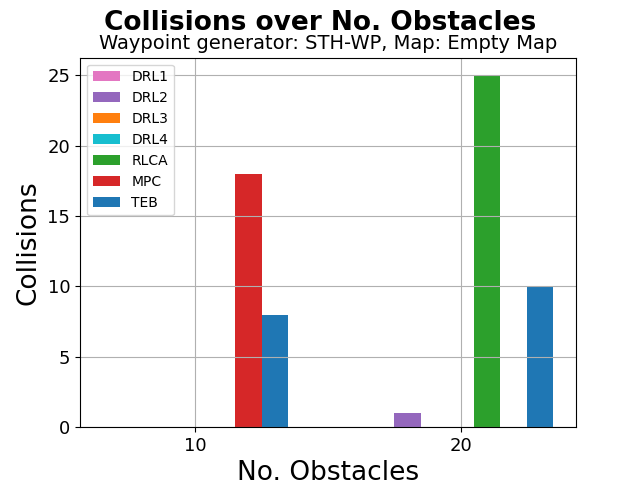 Collisions over No. Obstacles
Waypoint generator: STH-WP, Map: Empty Map
25
20
15
10
5
0
Collisions
DRL1
DRL2
DRL3
DRL4
RLCA
MPC
TEB
10
20
No. Obstacles